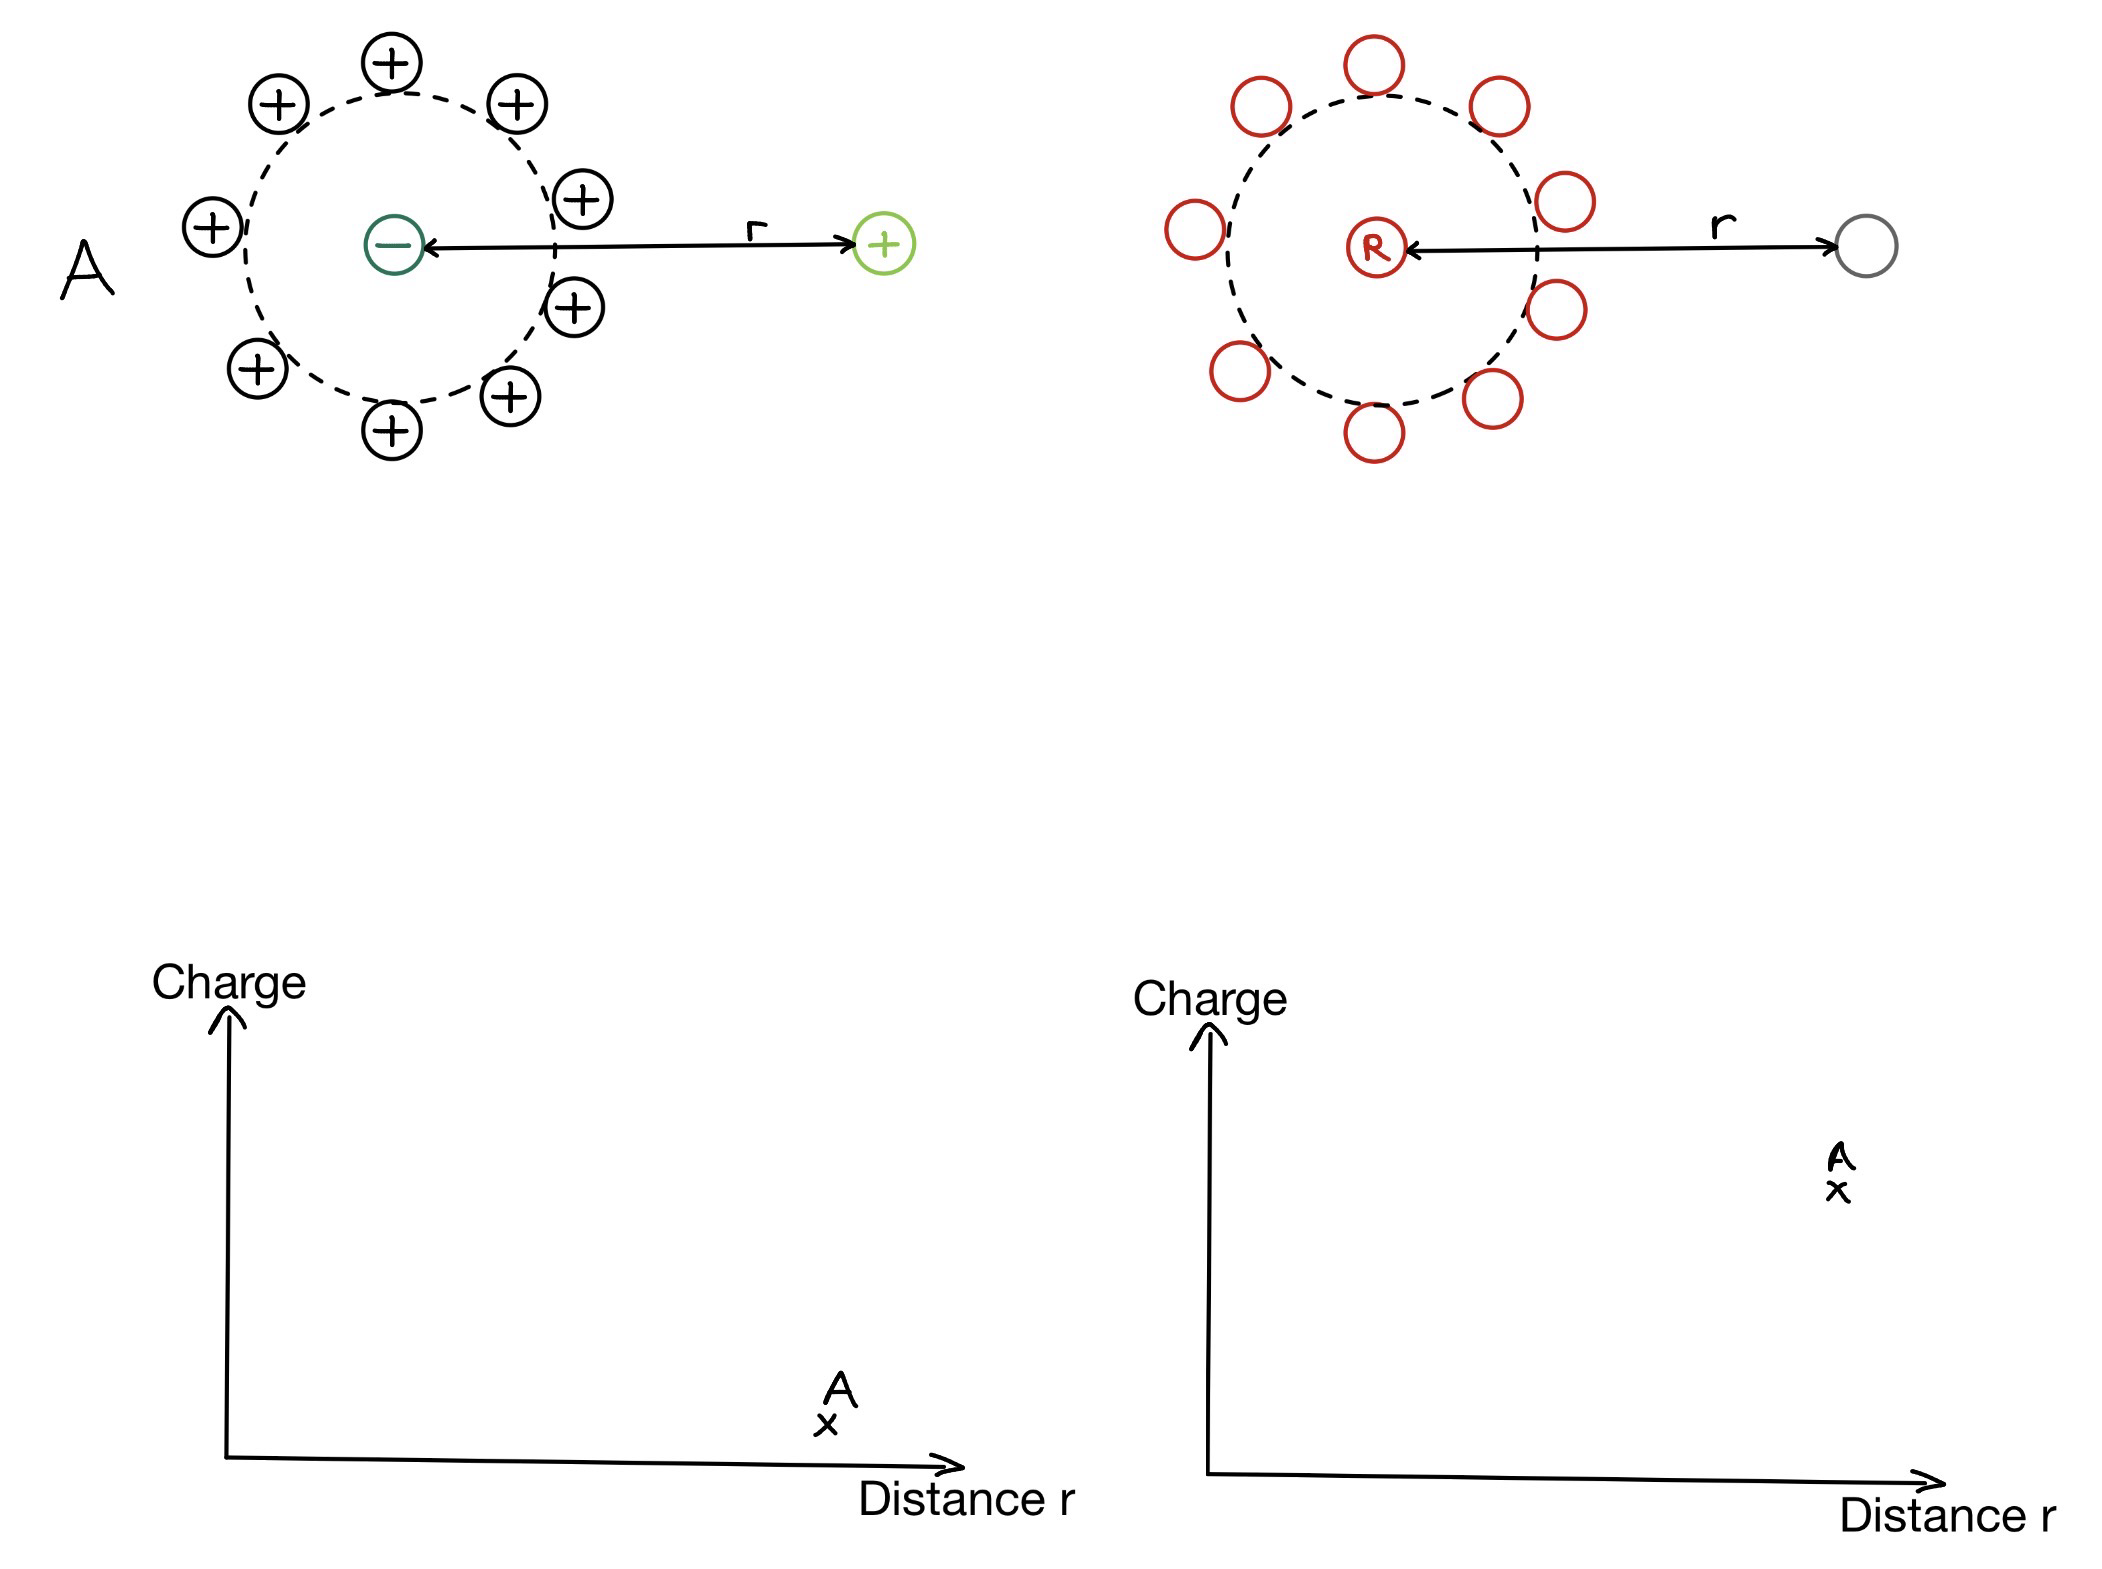 +
+ +
+ +
A + − r + R r
+
+ +
+
Charge Charge
A
x
A
x
Distance r Distance r